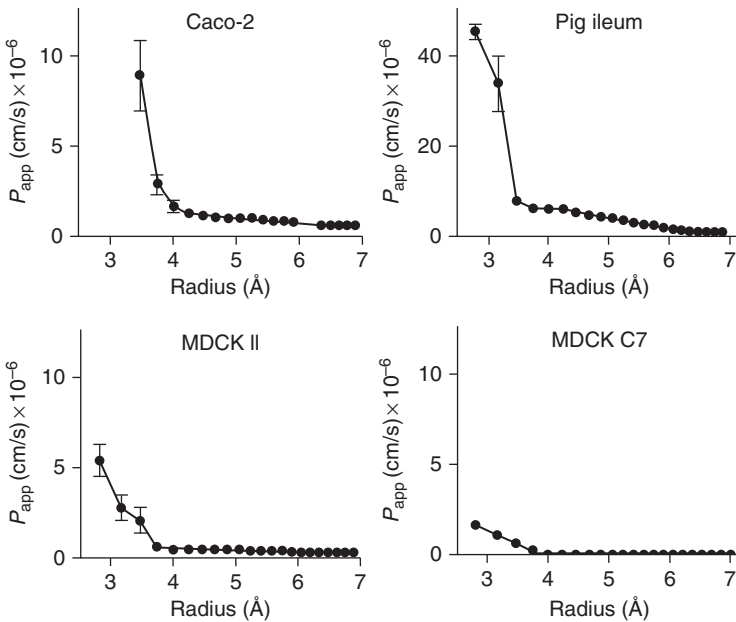 Caco-2
10
5
0
P_app (cm/s) × 10⁻⁶
3 4 5 6 7
Radius (Å)
Pig ileum
40
20
0
P_app (cm/s) × 10⁻⁶
3 4 5 6 7
Radius (Å)
MDCK II
10
5
0
P_app (cm/s) × 10⁻⁶
3 4 5 6 7
Radius (Å)
MDCK C7
10
5
0
P_app (cm/s) × 10⁻⁶
3 4 5 6 7
Radius (Å)